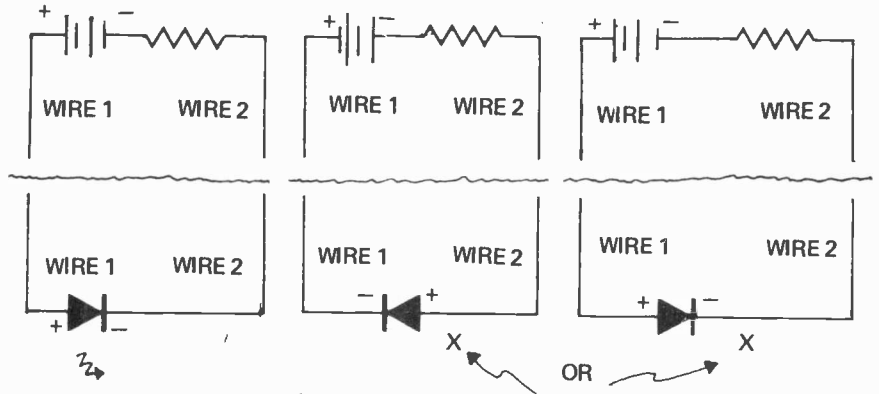 + − + − + −
WIRE 1 WIRE 2 WIRE 1 WIRE 2 WIRE 1 WIRE 2
WIRE 1 WIRE 2 WIRE 1 WIRE 2 WIRE 1 WIRE 2
+ − − + + −
X OR X